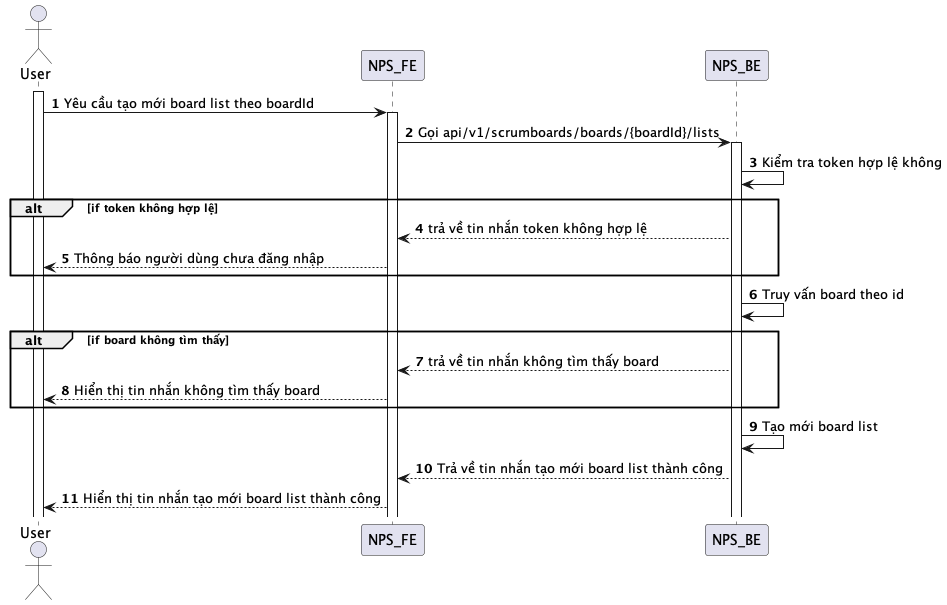 User
NPS_FE
NPS_BE
1 Yêu cầu tạo mới board list theo boardId
2 Gọi api/v1/scrumboards/boards/{boardId}/lists
3 Kiểm tra token hợp lệ không
alt [if token không hợp lệ]
4 trả về tin nhắn token không hợp lệ
5 Thông báo người dùng chưa đăng nhập
6 Truy vấn board theo id
alt [if board không tìm thấy]
7 trả về tin nhắn không tìm thấy board
8 Hiển thị tin nhắn không tìm thấy board
9 Tạo mới board list
10 Trả về tin nhắn tạo mới board list thành công
11 Hiển thị tin nhắn tạo mới board list thành công
User
NPS_FE
NPS_BE